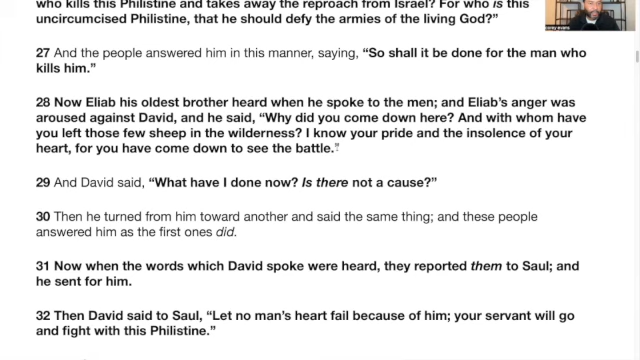 who kills this Philistine and takes away the reproach from Israel? For who is this
uncircumcised Philistine, that he should defy the armies of the living God?”
27 And the people answered him in this manner, saying, “So shall it be done for the man who
kills him.”
28 Now Eliab his oldest brother heard when he spoke to the men; and Eliab’s anger was
aroused against David, and he said, “Why did you come down here? And with whom have
you left those few sheep in the wilderness? I know your pride and the insolence of your
heart, for you have come down to see the battle.”
29 And David said, “What have I done now? Is there not a cause?”
30 Then he turned from him toward another and said the same thing; and these people
answered him as the first ones did.
31 Now when the words which David spoke were heard, they reported them to Saul; and
he sent for him.
32 Then David said to Saul, “Let no man’s heart fail because of him; your servant will go
and fight with this Philistine.”